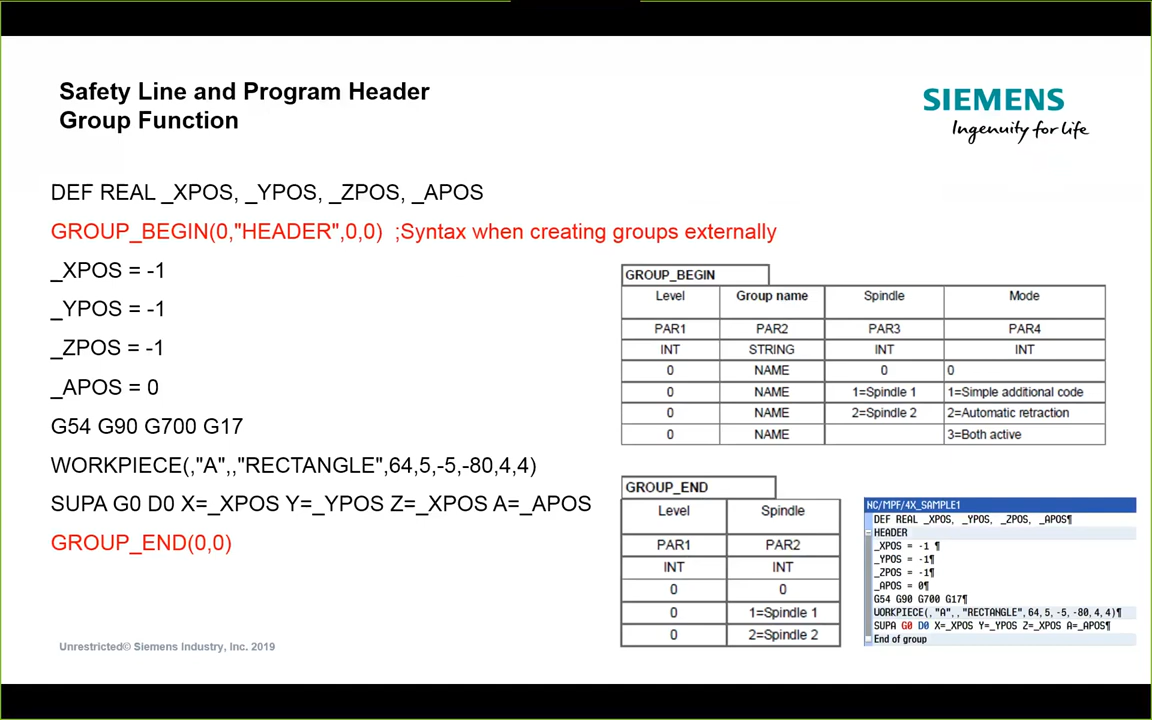 Safety Line and Program Header
Group Function
SIEMENS
Ingenuity for life
DEF REAL _XPOS, _YPOS, _ZPOS, _APOS
GROUP_BEGIN(0,"HEADER",0,0) ;Syntax when creating groups externally
_XPOS = -1
_YPOS = -1
_ZPOS = -1
_APOS = 0
G54 G90 G700 G17
WORKPIECE(,"A",,"RECTANGLE",64,5,-5,-80,4,4)
SUPA G0 D0 X=_XPOS Y=_YPOS Z=_XPOS A=_APOS
GROUP_END(0,0)
GROUP_BEGIN
Level Group name Spindle Mode
PAR1 PAR2 PAR3 PAR4
INT STRING INT INT
0 NAME 0 0
0 NAME 1=Spindle 1 1=Simple additional code
0 NAME 2=Spindle 2 2=Automatic retraction
0 NAME 3=Both active
GROUP_END
Level Spindle
PAR1 PAR2
INT INT
0 0
0 1=Spindle 1
0 2=Spindle 2
NC/MPF/4X_SAMPLE1
DEF REAL _XPOS, _YPOS, _ZPOS, _APOS¶
HEADER
_XPOS = -1 ¶
_YPOS = -1¶
_ZPOS = -1¶
_APOS = 0¶
G54 G90 G700 G17¶
WORKPIECE(,"A",,"RECTANGLE",64,5,-5,-80,4,4)¶
SUPA G0 D0 X=_XPOS Y=_YPOS Z=_XPOS A=_APOS¶
End of group
Unrestricted© Siemens Industry, Inc. 2019